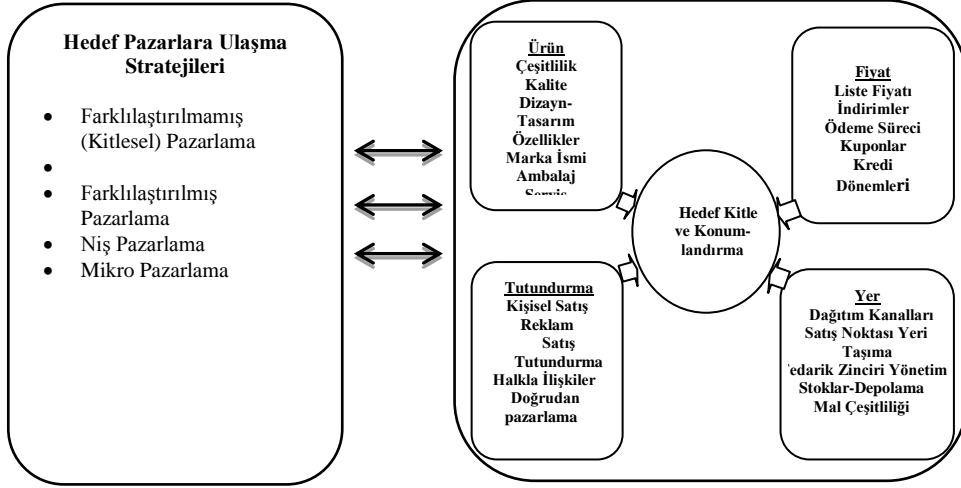 Hedef Pazarlara Ulaşma
Stratejileri
• Farklılaştırılmamış
(Kitlesel) Pazarlama
•
• Farklılaştırılmış
Pazarlama
• Niş Pazarlama
• Mikro Pazarlama
Ürün
Çeşitlilik
Kalite
Dizayn-
Tasarım
Özellikler
Marka İsmi
Ambalaj
Servis
Fiyat
Liste Fiyatı
İndirimler
Ödeme Süreci
Kuponlar
Kredi
Dönemleri
Hedef Kitle
ve Konum-
landırma
Tutundurma
Kişisel Satış
Reklam
Satış
Tutundurma
Halkla İlişkiler
Doğrudan
pazarlama
Yer
Dağıtım Kanalları
Satış Noktası Yeri
Taşıma
edarik Zinciri Yönetim
Stoklar-Depolama
Mal Çeşitliliği